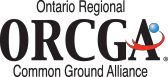 Ontario Regional
ORCGA
Common Ground Alliance